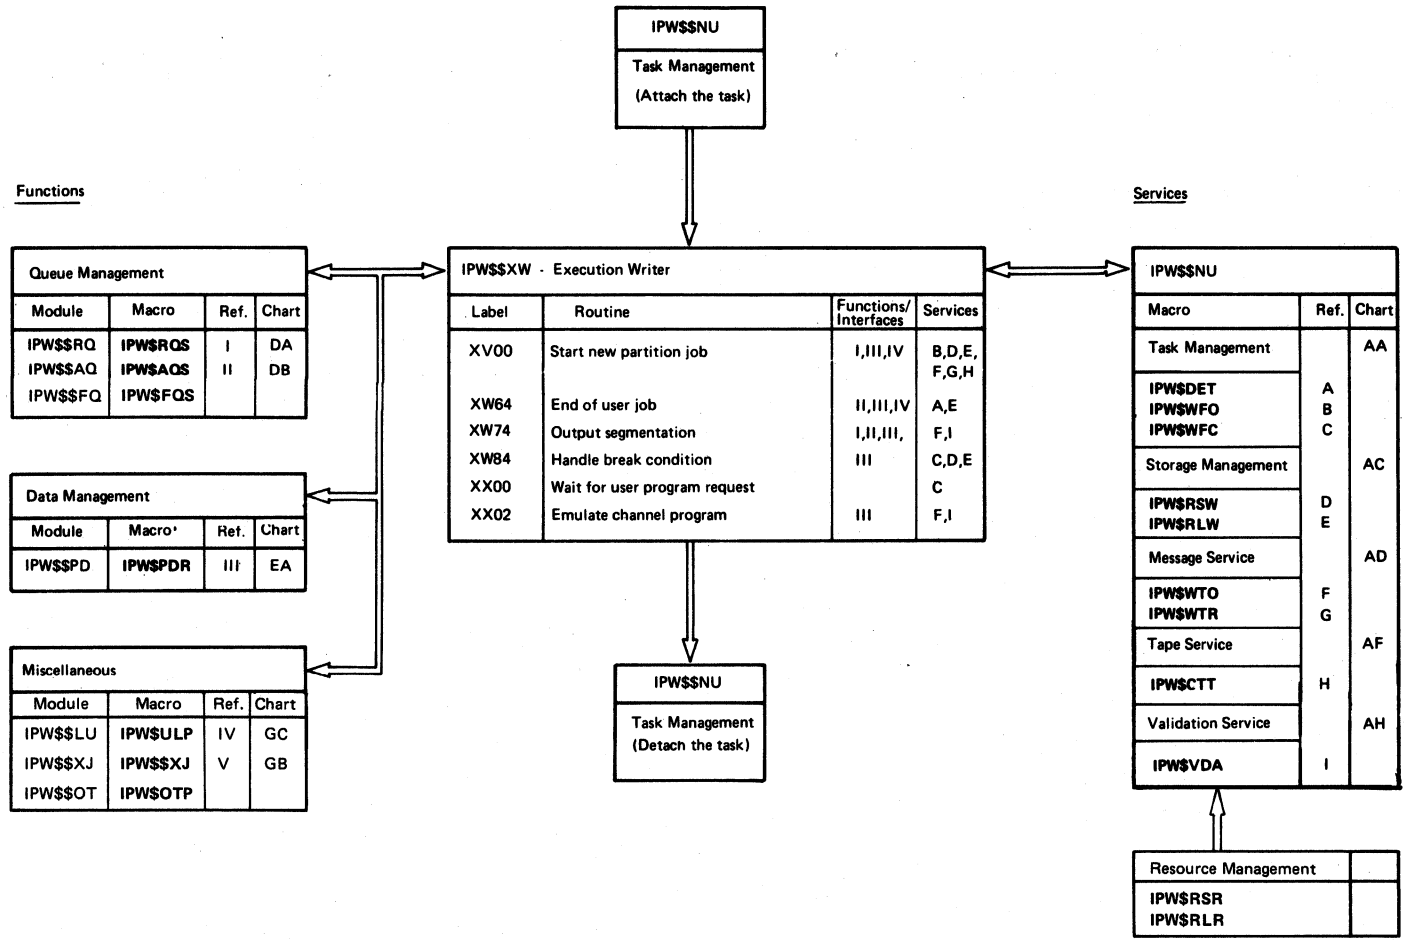 IPW$$NU
Task Management
(Attach the task)
Functions
Services
Queue Management
Module Macro Ref. Chart
IPW$$RQ IPW$RQS I DA
IPW$$AQ IPW$AQS II DB
IPW$$FQ IPW$FQS
Data Management
Module Macro Ref. Chart
IPW$$PD IPW$PDR III EA
Miscellaneous
Module Macro Ref. Chart
IPW$$LU IPW$ULP IV GC
IPW$$XJ IPW$$XJ V GB
IPW$$OT IPW$OTP
IPW$$XW - Execution Writer
Label Routine Functions/ Services
Interfaces
XV00 Start new partition job I,III,IV B,D,E,
F,G,H
XW64 End of user job II,III,IV A,E
XW74 Output segmentation I,II,III, F,I
XW84 Handle break condition III C,D,E
XX00 Wait for user program request C
XX02 Emulate channel program III F,I
IPW$$NU
Task Management
(Detach the task)
IPW$$NU
Macro Ref. Chart
Task Management AA
IPW$DET A
IPW$WFO B
IPW$WFC C
Storage Management AC
IPW$RSW D
IPW$RLW E
Message Service AD
IPW$WTO F
IPW$WTR G
Tape Service AF
IPW$CTT H
Validation Service AH
IPW$VDA I
Resource Management
IPW$RSR
IPW$RLR